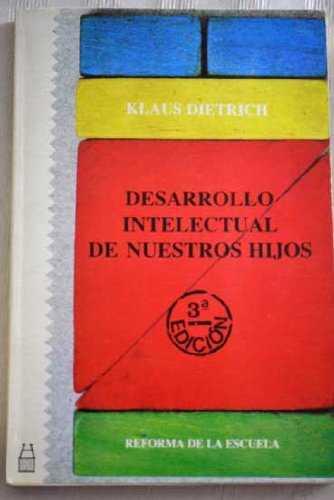 KLAUS DIETRICH
DESARROLLO
INTELECTUAL
DE NUESTROS HIJOS
3ª
EDICIÓN
REFORMA DE LA ESCUELA